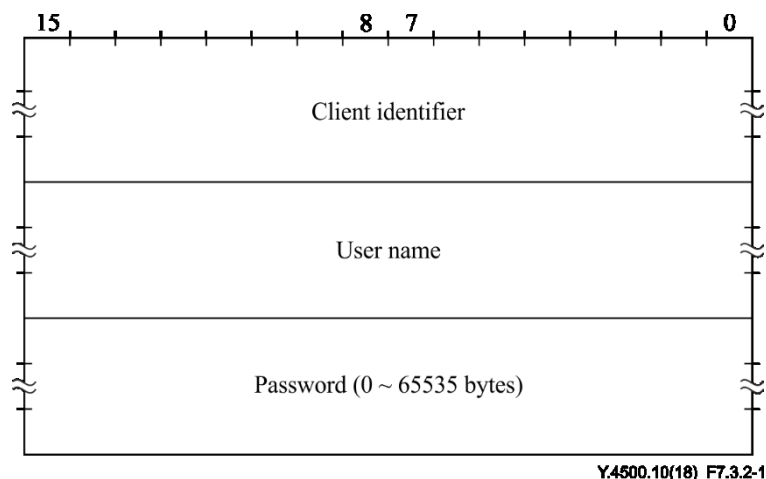 15 8 7 0
Client identifier
User name
Password (0 ~ 65535 bytes)
Y.4500.10(18)_F7.3.2-1